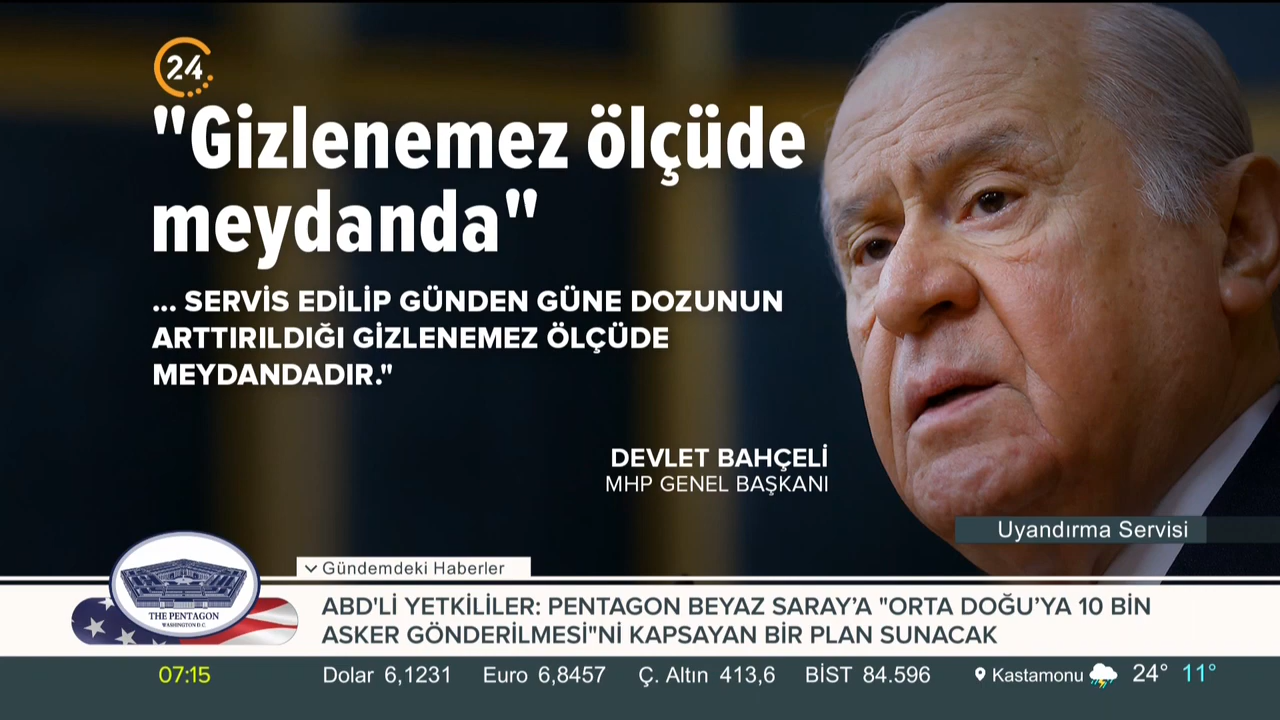 24
"Gizlenemez ölçüde
meydanda"
... SERVİS EDİLİP GÜNDEN GÜNE DOZUNUN
ARTTIRILDIĞI GİZLENEMEZ ÖLÇÜDE
MEYDANDADIR."
DEVLET BAHÇELİ
MHP GENEL BAŞKANI
Uyandırma Servisi
Gündemdeki Haberler
THE PENTAGON
WASHINGTON D.C.
ABD'Lİ YETKİLİLER: PENTAGON BEYAZ SARAY'A "ORTA DOĞU'YA 10 BİN
ASKER GÖNDERİLMESİ"Nİ KAPSAYAN BİR PLAN SUNACAK
07:15 Dolar 6,1231 Euro 6,8457 Ç. Altın 413,6 BİST 84.596 Kastamonu 24° 11°